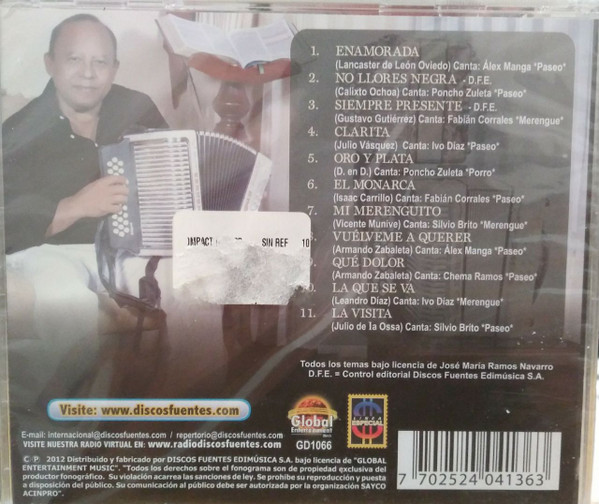 1. ENAMORADA
(Lancaster de León Oviedo) Canta: Álex Manga *Paseo*
2. NO LLORES NEGRA - D.F.E.
(Calixto Ochoa) Canta: Poncho Zuleta *Paseo*
3. SIEMPRE PRESENTE - D.F.E.
(Gustavo Gutiérrez) Canta: Fabián Corrales *Merengue*
4. CLARITA
(Julio Vásquez) Canta: Ivo Díaz *Paseo*
5. ORO Y PLATA
(D. en D.) Canta: Poncho Zuleta *Porro*
6. EL MONARCA
(Isaac Carrillo) Canta: Fabián Corrales *Paseo*
7. MI MERENGUITO
(Vicente Munive) Canta: Silvio Brito *Merengue*
VUÉLVEME A QUERER
(Armando Zabaleta) Canta: Álex Manga *Paseo*
QUÉ DOLOR
(Armando Zabaleta) Canta: Chema Ramos *Paseo*
10. LA QUE SE VA
(Leandro Díaz) Canta: Ivo Díaz *Merengue*
11. LA VISITA
(Julio de la Ossa) Canta: Silvio Brito *Paseo*
SIN REF 10
Todos los temas bajo licencia de José María Ramos Navarro
D.F.E. = Control editorial Discos Fuentes Edimúsica S.A.
Visite: www.discosfuentes.com
E-mail: internacional@discosfuentes.com / repertorio@discosfuentes.com
VISITE NUESTRA RADIO VIRTUAL EN: www.radiodiscosfuentes.com
Global
Entertainment
GD1066
LÍNEA
ESPECIAL
© ℗ 2012 Distribuido y fabricado por DISCOS FUENTES EDIMÚSICA S.A. bajo licencia de "GLOBAL
ENTERTAINMENT MUSIC". "Todos los derechos sobre el fonograma son de propiedad exclusiva del
productor fonográfico. Su violación acarrea las sanciones de ley. Se prohíbe su reproducción y puesta
a disposición del público. Su comunicación al público debe ser autorizada por la organización SAYCO
ACINPRO".
7 702524 041363